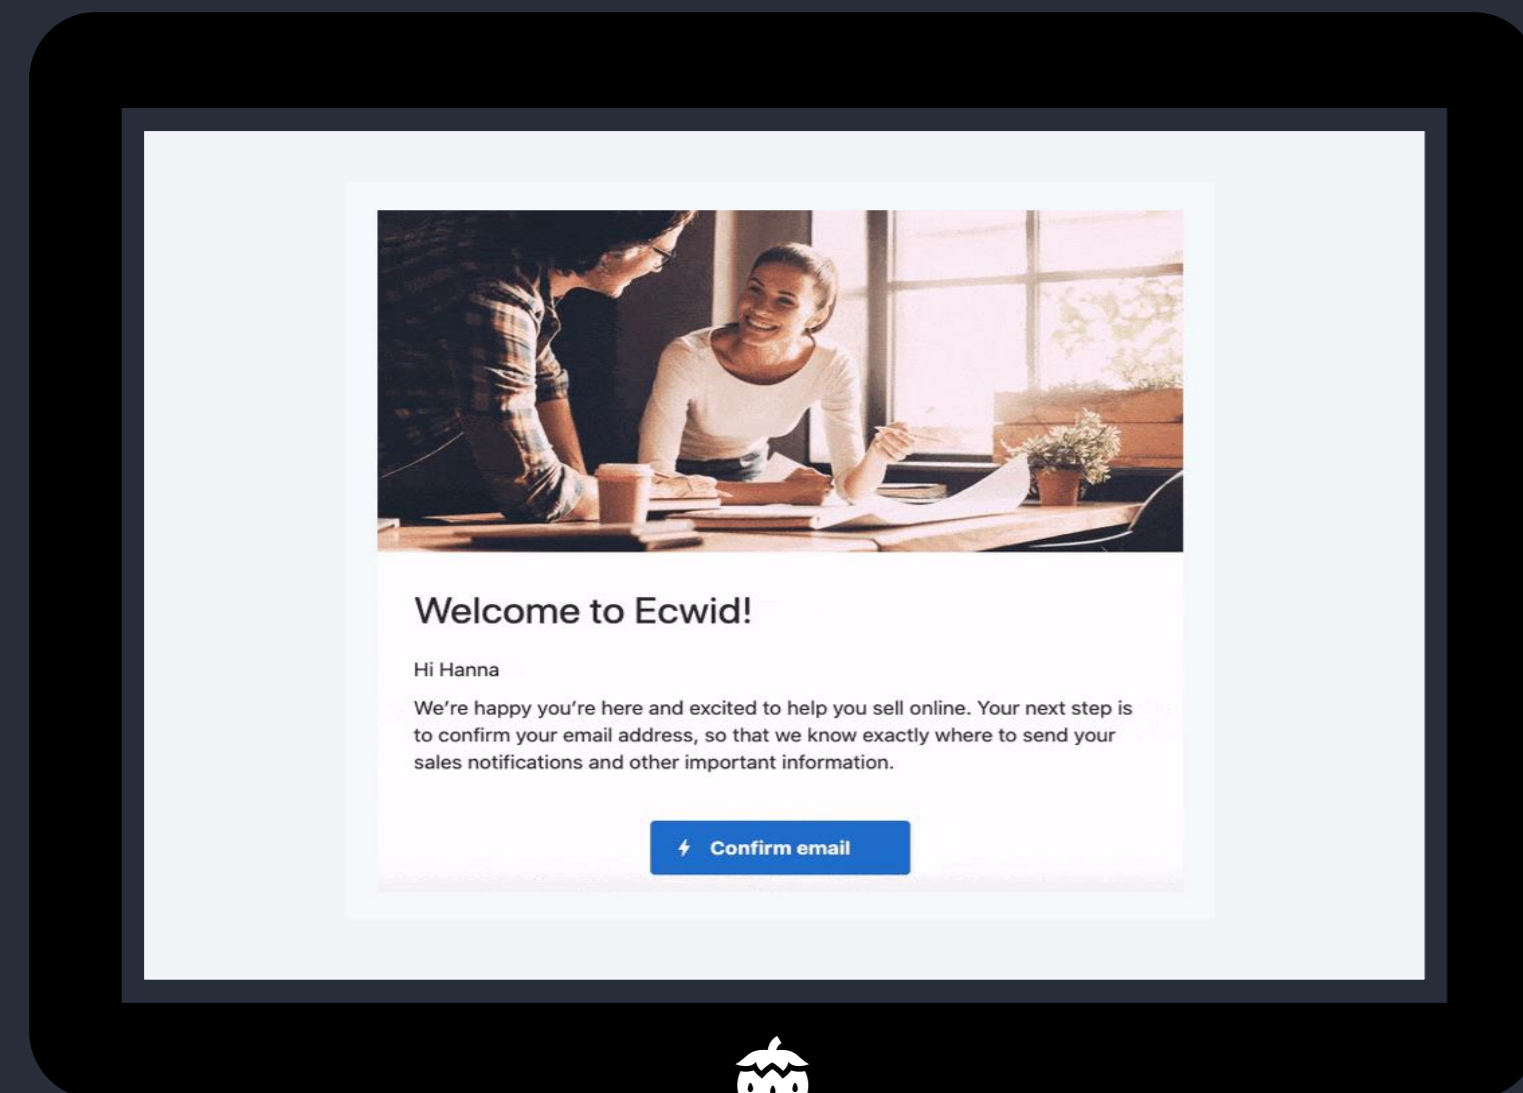 Welcome to Ecwid!
Hi Hanna
We’re happy you’re here and excited to help you sell online. Your next step is
to confirm your email address, so that we know exactly where to send your
sales notifications and other important information.
Confirm email